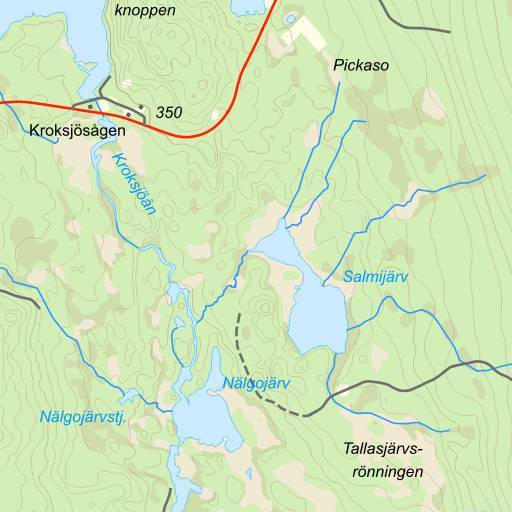 knoppen
Pickaso
350
Kroksjösågen
Kroksjöån
Salmijärv
Nälgojärv
Nälgojärvstj.
Tallasjärvs-
rönningen